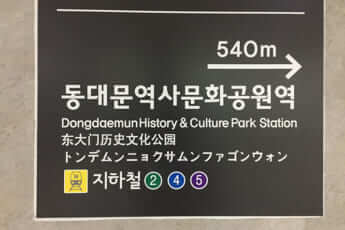 540m
동대문역사문화공원역
Dongdaemun History & Culture Park Station
东大门历史文化公园
トンデムンニョクサムンファゴンウォン
지하철 2 4 5